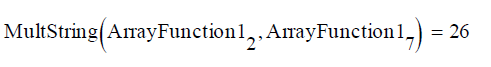 MultString(ArrayFunction1₂, ArrayFunction1₇) = 26